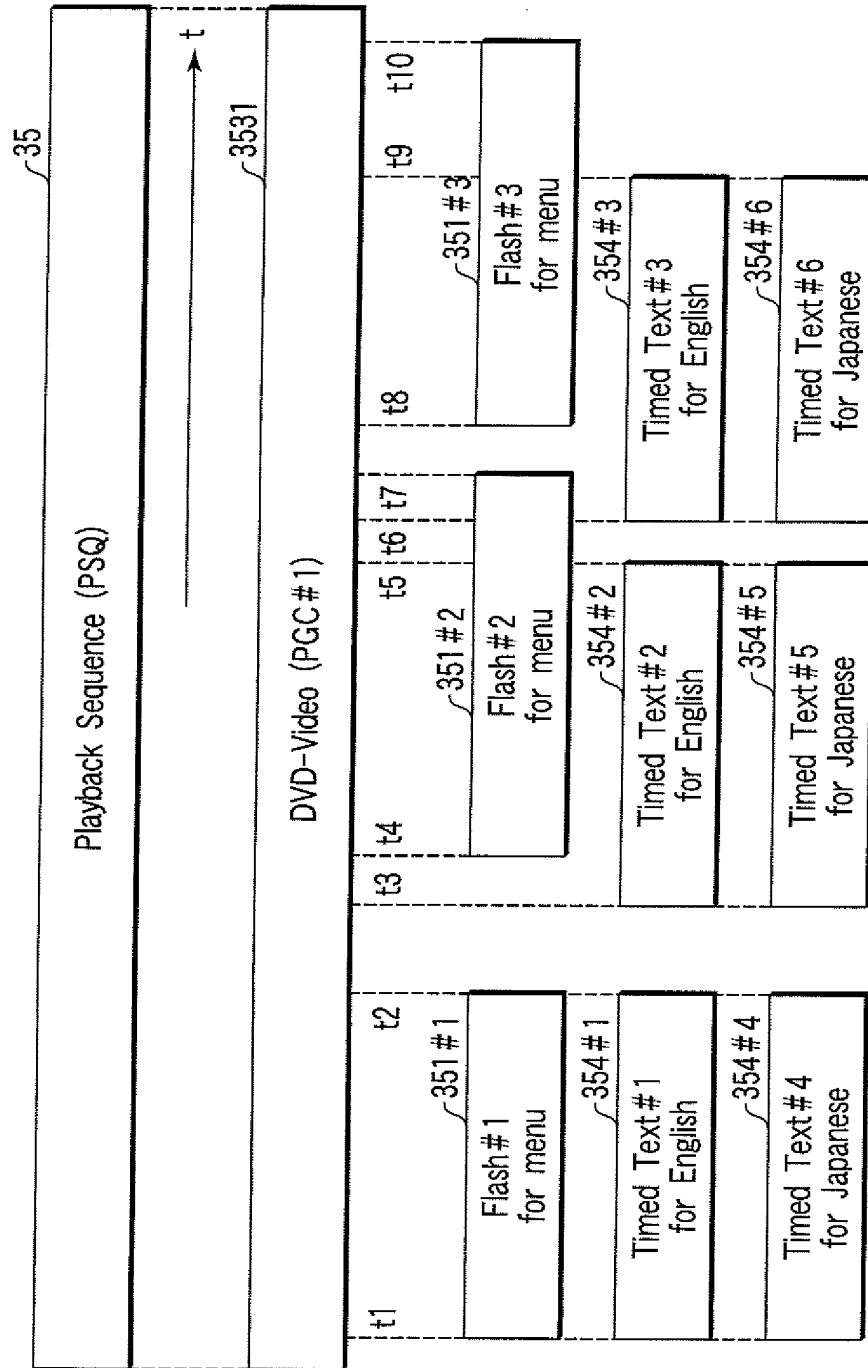 35
Playback Sequence (PSQ)
t
3531
DVD-Video (PGC#1)
t1
t2
t3
t4
t5
t6
t7
t8
t9
t10
351#1
Flash#1
for menu
351#2
Flash#2
for menu
351#3
Flash#3
for menu
354#1
Timed Text#1
for English
354#2
Timed Text#2
for English
354#3
Timed Text#3
for English
354#4
Timed Text#4
for Japanese
354#5
Timed Text#5
for Japanese
354#6
Timed Text#6
for Japanese